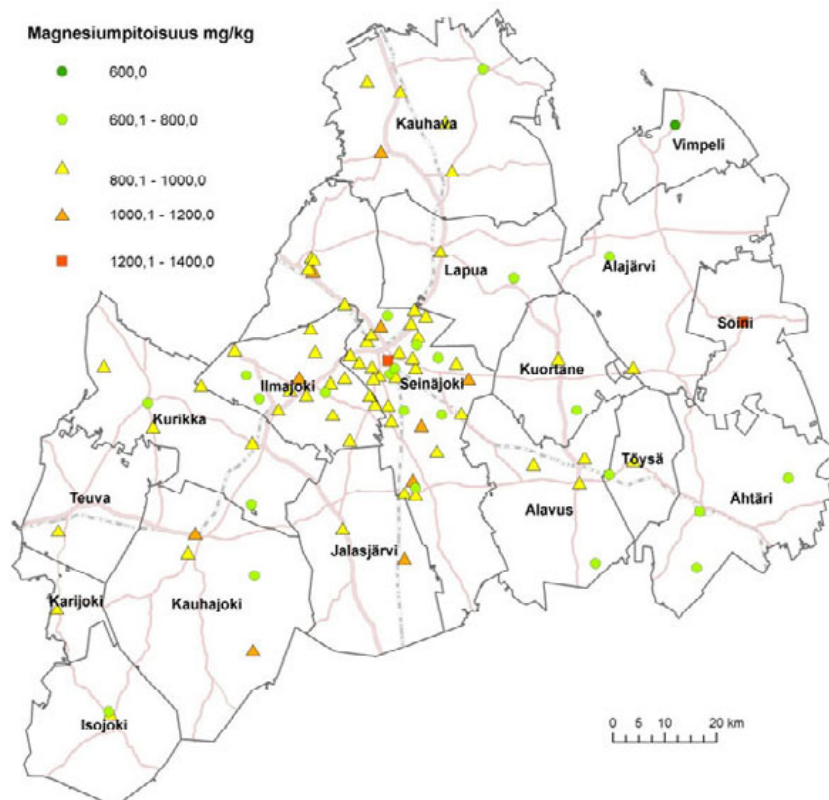 Magnesiumpitoisuus mg/kg
600,0
600,1 - 800,0
800,1 - 1000,0
1000,1 - 1200,0
1200,1 - 1400,0
Kauhava
Vimpeli
Lapua
Alajärvi
Soini
Kuortane
Ilmajoki
Seinäjoki
Kurikka
Töysä
Teuva
Ähtäri
Alavus
Jalasjärvi
Karijoki
Kauhajoki
Isojoki
0 5 10 20 km